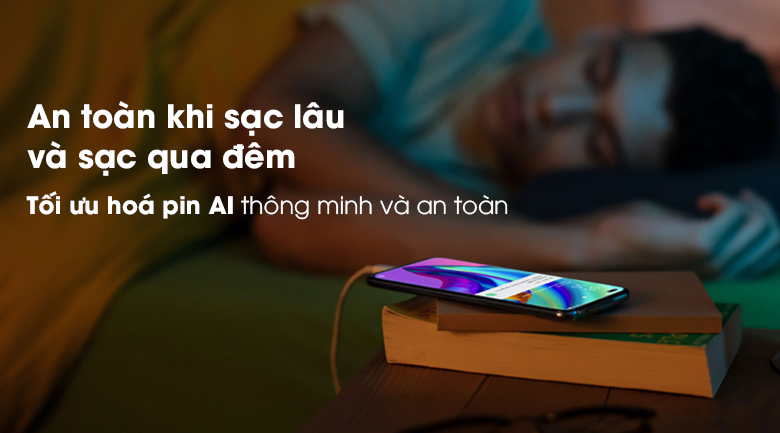 An toàn khi sạc lâu
và sạc qua đêm
Tối ưu hoá pin AI thông minh và an toàn